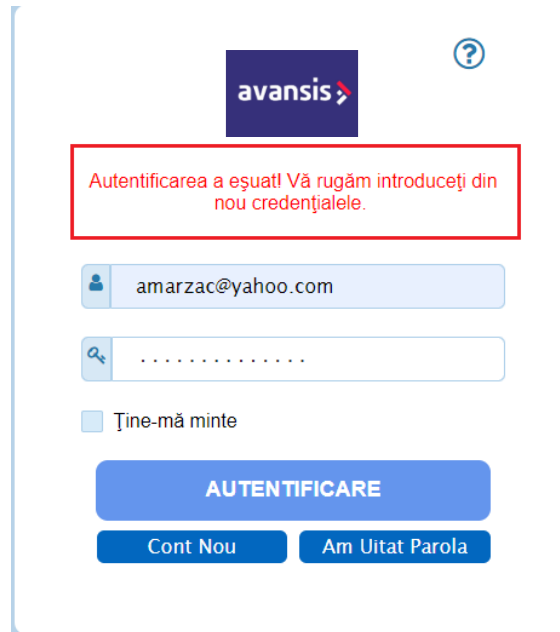 avansis
Autentificarea a eşuat! Vă rugăm introduceţi din
nou credenţialele.
amarzac@yahoo.com
..............
Ţine-mă minte
AUTENTIFICARE
Cont Nou
Am Uitat Parola